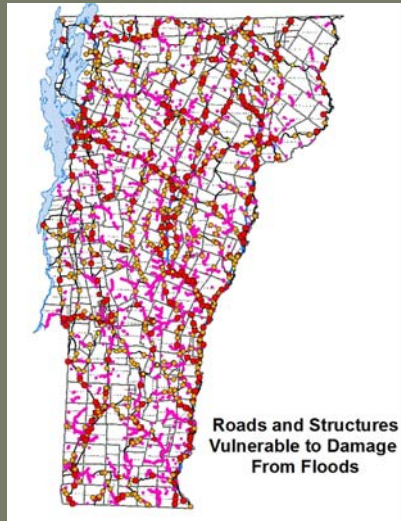 Roads and Structures
Vulnerable to Damage
From Floods